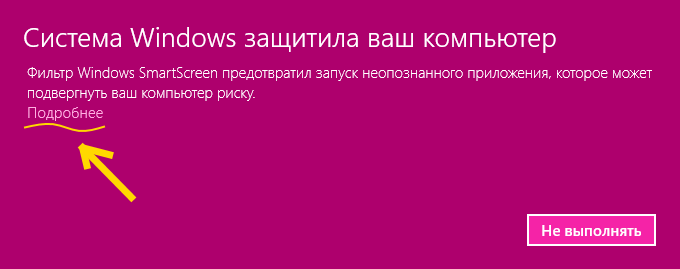 Система Windows защитила ваш компьютер
Фильтр Windows SmartScreen предотвратил запуск неопознанного приложения, которое может
подвергнуть ваш компьютер риску.
Подробнее
Не выполнять